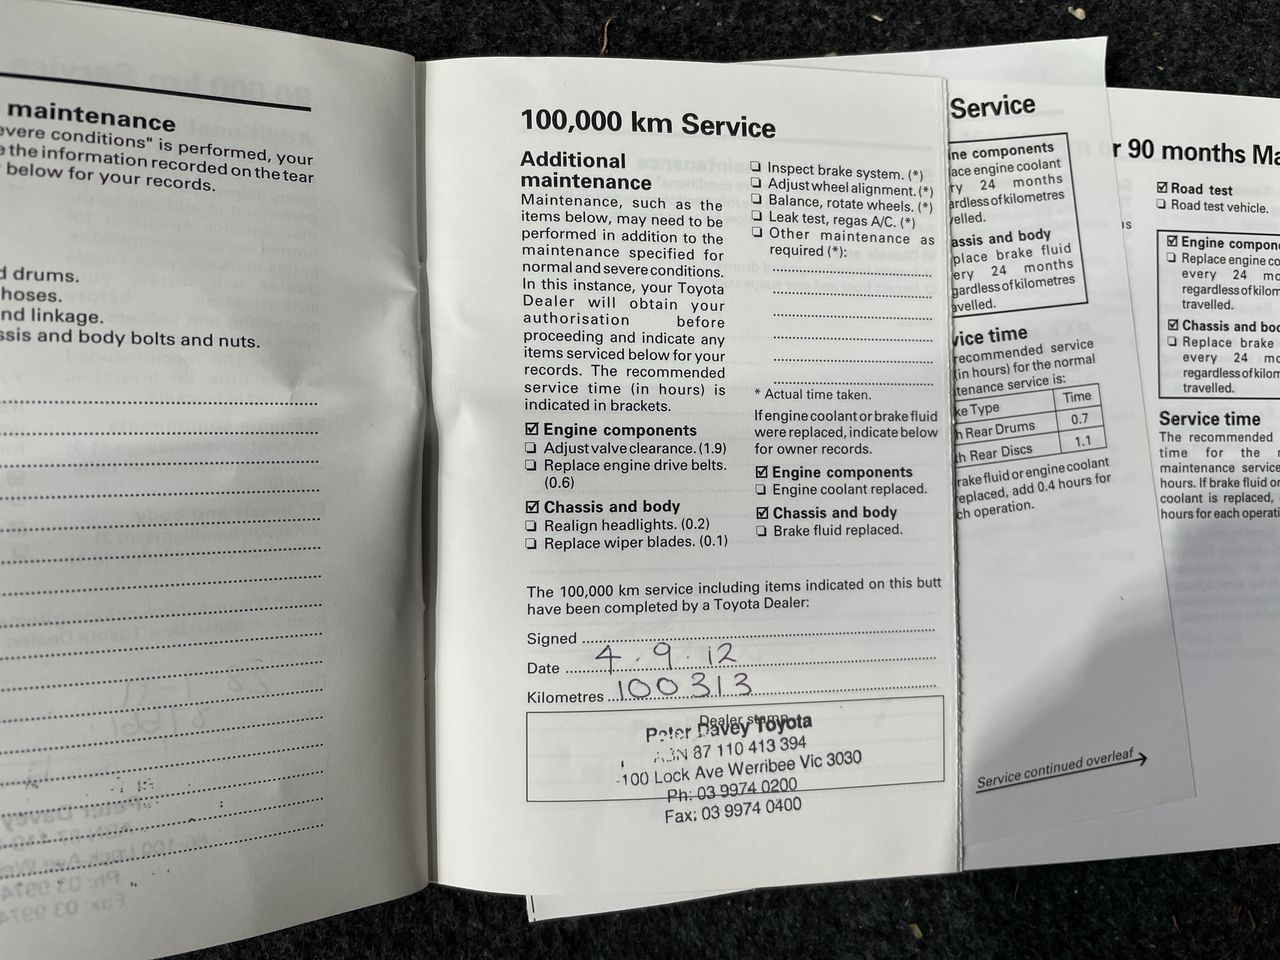 maintenance
evere conditions" is performed, your
the information recorded on the tear
below for your records.
drums.
hoses.
nd linkage.
ssis and body bolts and nuts.
100,000 km Service
Additional
maintenance
Maintenance, such as the
items below, may need to be
performed in addition to the
maintenance specified for
normal and severe conditions.
In this instance, your Toyota
Dealer will obtain your
authorisation before
proceeding and indicate any
items serviced below for your
records. The recommended
service time (in hours) is
indicated in brackets.
☑ Engine components
❏ Adjust valve clearance. (1.9)
❏ Replace engine drive belts.
(0.6)
☑ Chassis and body
❏ Realign headlights. (0.2)
❏ Replace wiper blades. (0.1)
❏ Inspect brake system. (*)
❏ Adjust wheel alignment. (*)
❏ Balance, rotate wheels. (*)
❏ Leak test, regas A/C. (*)
❏ Other maintenance as
required (*):
* Actual time taken.
If engine coolant or brake fluid
were replaced, indicate below
for owner records.
☑ Engine components
❏ Engine coolant replaced.
☑ Chassis and body
❏ Brake fluid replaced.
The 100,000 km service including items indicated on this butt
have been completed by a Toyota Dealer:
Signed
Date 4.9.12
Kilometres 100313
Dealer stamp
Peter Davey Toyota
ABN 87 110 413 394
-100 Lock Ave Werribee Vic 3030
Ph: 03 9974 0200
Fax: 03 9974 0400
Service
ne components
ace engine coolant
ry 24 months
ardless of kilometres
velled.
assis and body
place brake fluid
ery 24 months
gardless of kilometres
avelled.
vice time
recommended service
(in hours) for the normal
tenance service is:
ke Type Time
h Rear Drums 0.7
th Rear Discs 1.1
rake fluid or engine coolant
eplaced, add 0.4 hours for
ch operation.
Service continued overleaf
r 90 months Ma
☑ Road test
❏ Road test vehicle.
☑ Engine compon
❏ Replace engine co
every 24 mo
regardless of kilom
travelled.
☑ Chassis and bod
❏ Replace brake
every 24 mo
regardless of kilom
travelled.
Service time
The recommended
time for the
maintenance service
hours. If brake fluid or
coolant is replaced,
hours for each operati